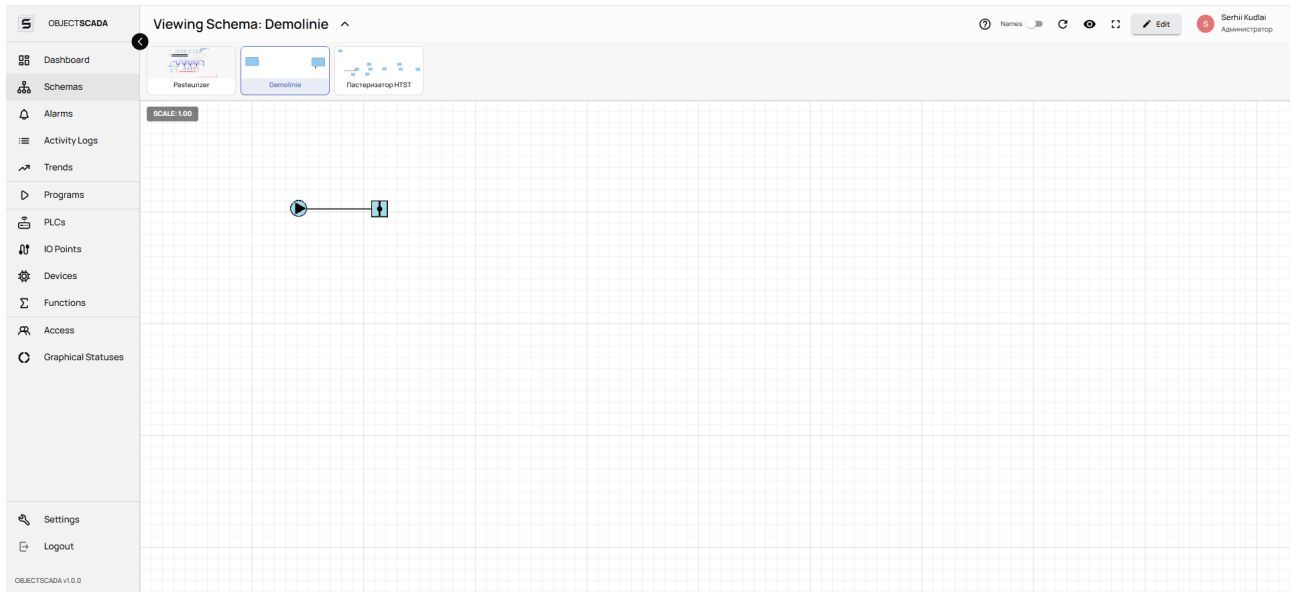 OBJECTSCADA
Viewing Schema: Demolinie
Names
Edit
S
Serhii Kudlai
Администратор
Dashboard
Schemas
Alarms
Activity Logs
Trends
Programs
PLCs
IO Points
Devices
Functions
Access
Graphical Statuses
Settings
Logout
OBJECTSCADA v1.0.0
Pasteurizer
Demolinie
Пастеризатор HTST
SCALE: 1.00